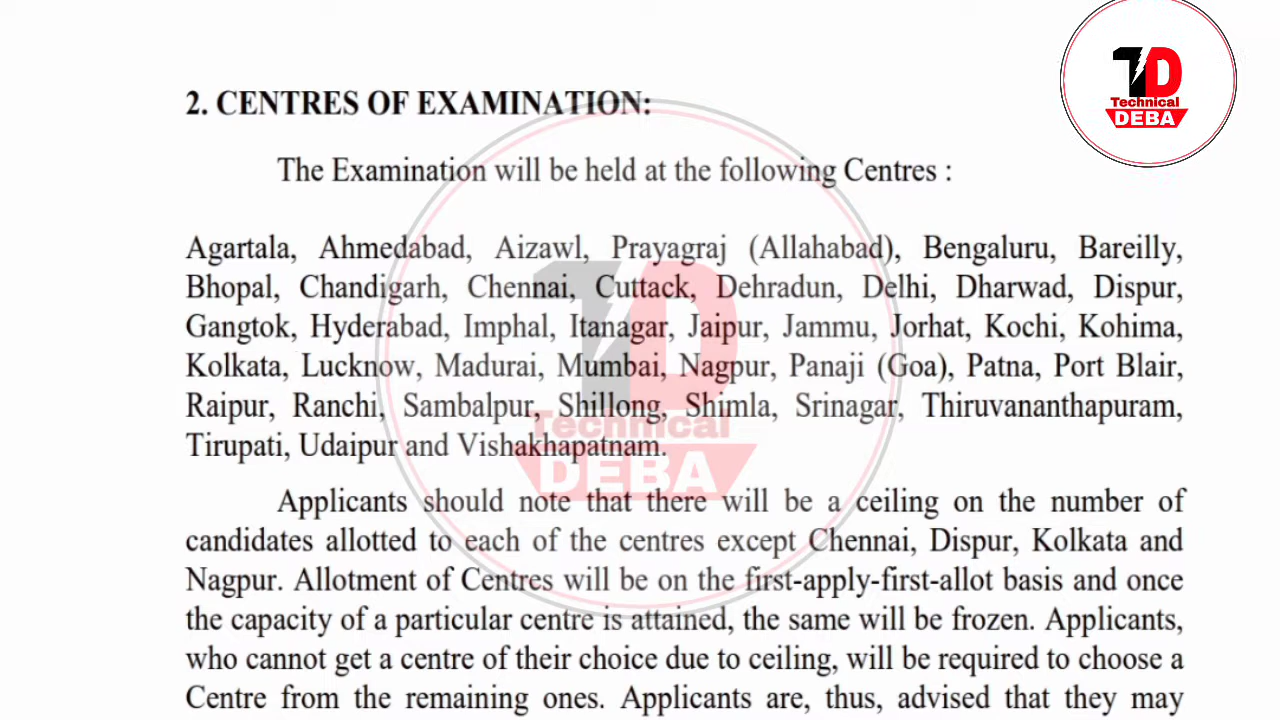 TD
Technical
DEBA
2. CENTRES OF EXAMINATION:
The Examination will be held at the following Centres :
Agartala, Ahmedabad, Aizawl, Prayagraj (Allahabad), Bengaluru, Bareilly,
Bhopal, Chandigarh, Chennai, Cuttack, Dehradun, Delhi, Dharwad, Dispur,
Gangtok, Hyderabad, Imphal, Itanagar, Jaipur, Jammu, Jorhat, Kochi, Kohima,
Kolkata, Lucknow, Madurai, Mumbai, Nagpur, Panaji (Goa), Patna, Port Blair,
Raipur, Ranchi, Sambalpur, Shillong, Shimla, Srinagar, Thiruvananthapuram,
Tirupati, Udaipur and Vishakhapatnam.
TD
Technical
DEBA
Applicants should note that there will be a ceiling on the number of
candidates allotted to each of the centres except Chennai, Dispur, Kolkata and
Nagpur. Allotment of Centres will be on the first-apply-first-allot basis and once
the capacity of a particular centre is attained, the same will be frozen. Applicants,
who cannot get a centre of their choice due to ceiling, will be required to choose a
Centre from the remaining ones. Applicants are, thus, advised that they may